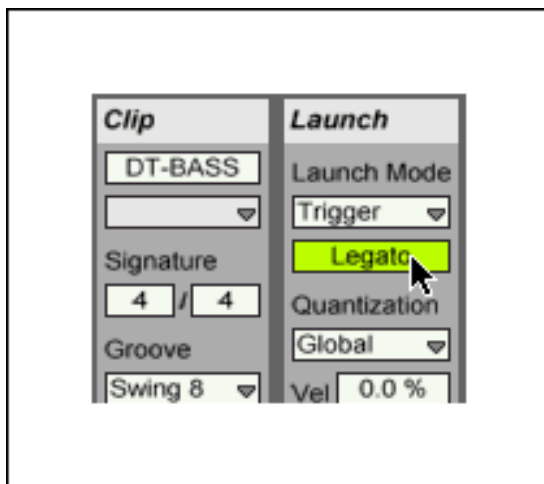 Clip
DT-BASS
Signature
4 / 4
Groove
Swing 8
Launch
Launch Mode
Trigger
Legato
Quantization
Global
Vel 0.0 %